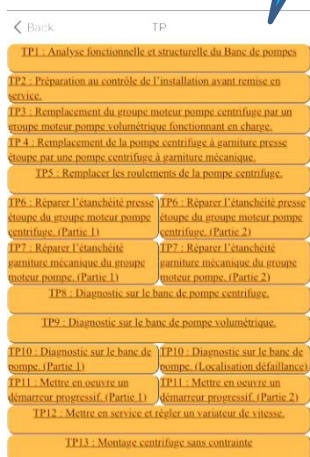 Back
TP
TP1 : Analyse fonctionnelle et structurelle du Banc de pompes
TP2 : Préparation au contrôle de l'installation avant remise en
service.
TP3 : Remplacement du groupe moteur pompe centrifuge par un
groupe moteur pompe volumétrique fonctionnant en charge.
TP 4 : Remplacement de la pompe centrifuge à garniture presse
étoupe par une pompe centrifuge à garniture mécanique.
TP5 : Remplacer les roulements de la pompe centrifuge.
TP6 : Réparer l'étanchéité presse
étoupe du groupe moteur pompe
centrifuge. (Partie 1)
TP6 : Réparer l'étanchéité presse
étoupe du groupe moteur pompe
centrifuge. (Partie 2)
TP7 : Réparer l'étanchéité
garniture mécanique du groupe
moteur pompe. (Partie 1)
TP7 : Réparer l'étanchéité
garniture mécanique du groupe
moteur pompe. (Partie 2)
TP8 : Diagnostic sur le banc de pompe centrifuge.
TP9 : Diagnostic sur le banc de pompe volumétrique.
TP10 : Diagnostic sur le banc de
pompe. (Partie 1)
TP10 : Diagnostic sur le banc de
pompe. (Localisation défaillance)
TP11 : Mettre en oeuvre un
démarreur progressif. (Partie 1)
TP11 : Mettre en oeuvre un
démarreur progressif. (Partie 2)
TP12 : Mettre en service et régler un variateur de vitesse.
TP13 : Montage centrifuge sans contrainte